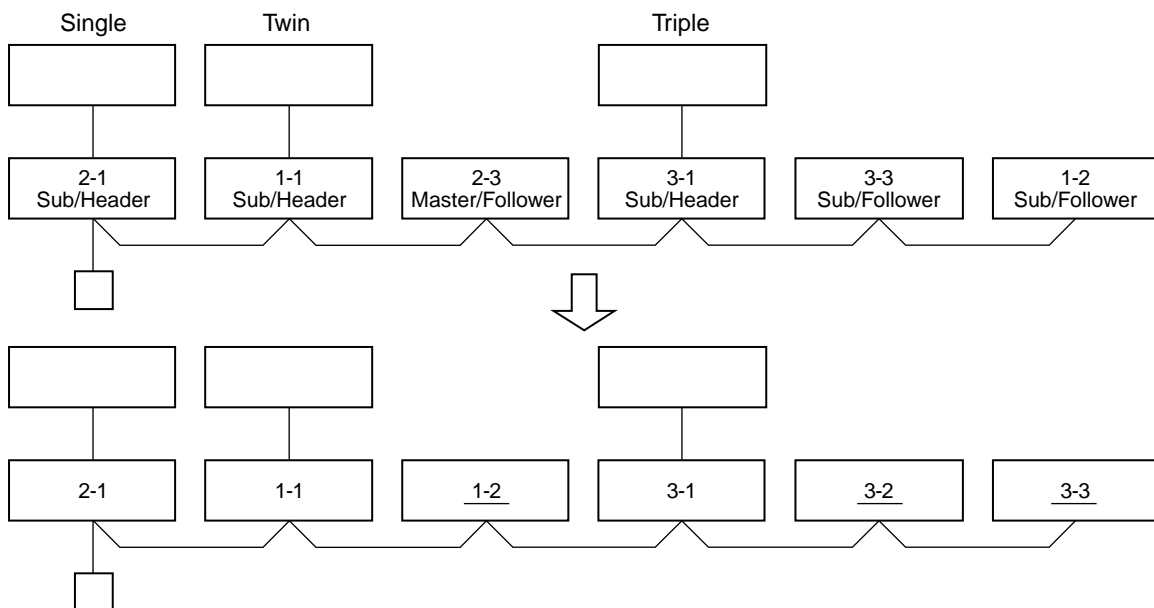 Single Twin Triple
2-1 1-1 2-3 3-1 3-3 1-2
Sub/Header Sub/Header Master/Follower Sub/Header Sub/Follower Sub/Follower
2-1 1-1 1-2 3-1 3-2 3-3